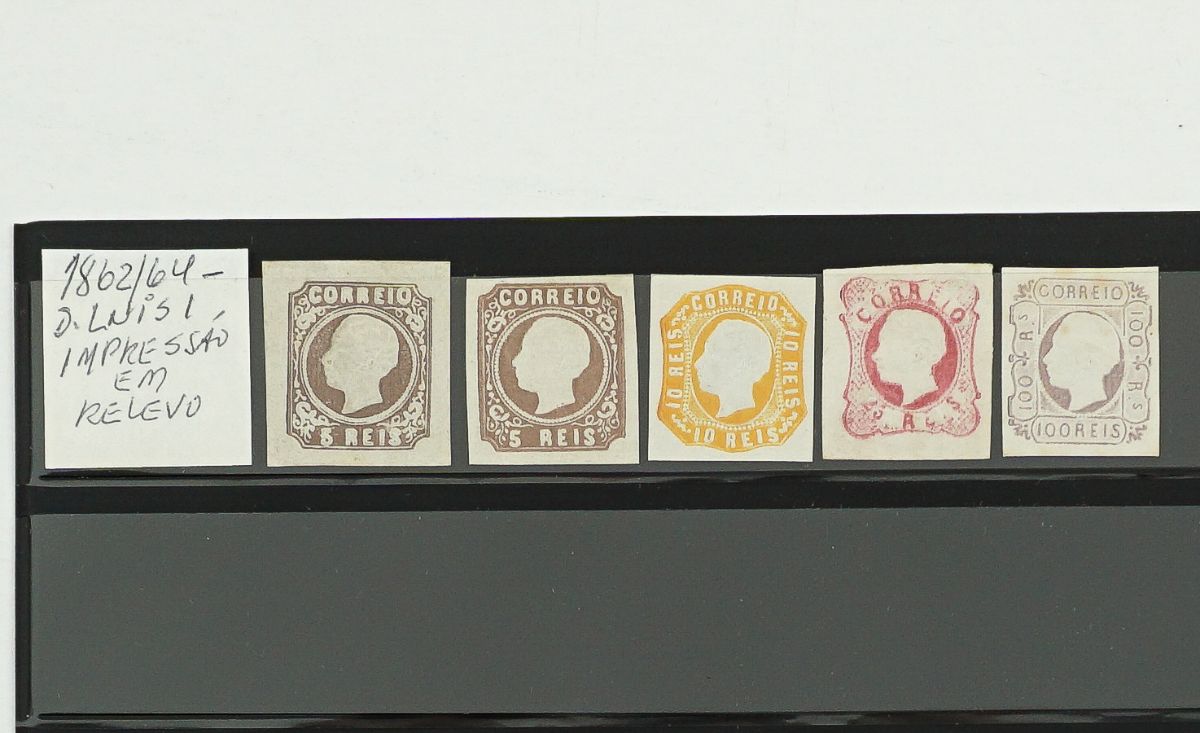 1862/64 -
D. LUÍS I,
IMPRESSÃO
EM
RELEVO
CORREIO
5 REIS
CORREIO
5 REIS
CORREIO
10 REIS
10 REIS
10 REIS
CORREIO
R
CORREIO
100 RS
100 RS
100 REIS